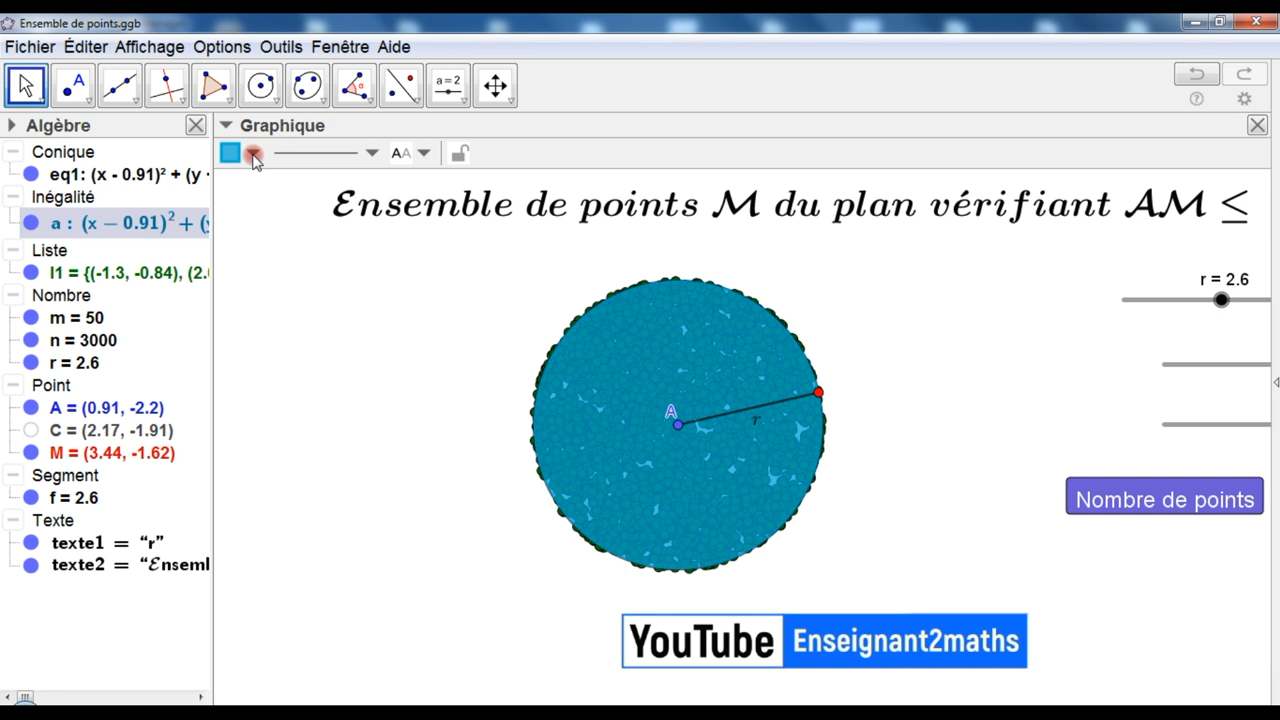 Ensemble de points.ggb
Fichier Éditer Affichage Options Outils Fenêtre Aide
A
α
a=2
Algèbre
Graphique
AA
Conique
eq1: (x - 0.91)² + (y
Inégalité
a : (x – 0.91)² + (y
Liste
l1 = {(-1.3, -0.84), (2.
Nombre
m = 50
n = 3000
r = 2.6
Point
A = (0.91, -2.2)
C = (2.17, -1.91)
M = (3.44, -1.62)
Segment
f = 2.6
Texte
texte1 = “r”
texte2 = “ℰnseml
ℰnsemble de points ℳ du plan vérifiant 𝒜ℳ ≤
r = 2.6
A
r
Nombre de points
YouTube Enseignant2maths